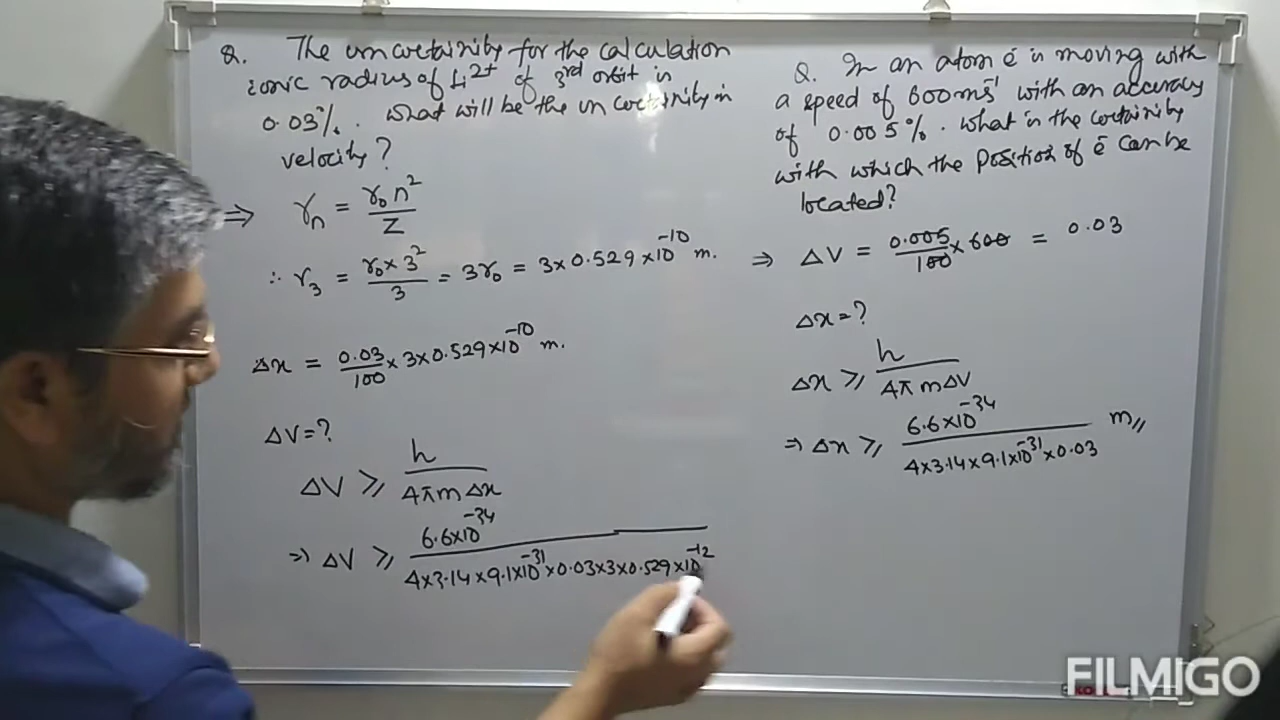 Q. The uncertainity for the calculation
ionic radius of Li²⁺ of 3rd orbit is
0.03%. What will be the uncertainity in
velocity?
⇒ rₙ = r₀n²/Z
∴ r₃ = r₀×3²/3 = 3r₀ = 3×0.529×10⁻¹⁰ m.
Δx = 0.03/100 × 3×0.529×10⁻¹⁰ m.
ΔV=?
ΔV ⩾ h/4πmΔx
⇒ ΔV ⩾ 6.6×10⁻³⁴/4×3.14×9.1×10⁻³¹×0.03×3×0.529×10⁻¹²
Q. In an atom ē is moving with
a speed of 600ms⁻¹ with an accuracy
of 0.005%. What is the certainity
with which the position of ē can be
located?
⇒ ΔV = 0.005/100 × 600 = 0.03
Δx=?
Δx ⩾ h/4πmΔV
⇒ Δx ⩾ 6.6×10⁻³⁴/4×3.14×9.1×10⁻³¹×0.03 m//
FILMIGO